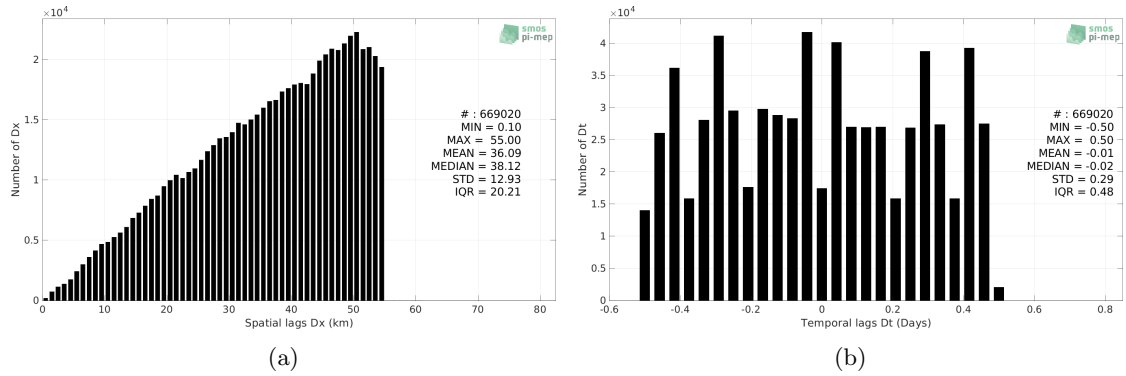 ×10⁴
2
1.5
1
0.5
0
Number of Dx
0 10 20 30 40 50 60 70 80
Spatial lags Dx (km)
smos
pi-mep
# : 669020
MIN = 0.10
MAX = 55.00
MEAN = 36.09
MEDIAN = 38.12
STD = 12.93
IQR = 20.21
(a)
×10⁴
4
3.5
3
2.5
2
1.5
1
0.5
0
Number of Dt
-0.6 -0.4 -0.2 0 0.2 0.4 0.6 0.8
Temporal lags Dt (Days)
smos
pi-mep
# : 669020
MIN = -0.50
MAX = 0.50
MEAN = -0.01
MEDIAN = -0.02
STD = 0.29
IQR = 0.48
(b)